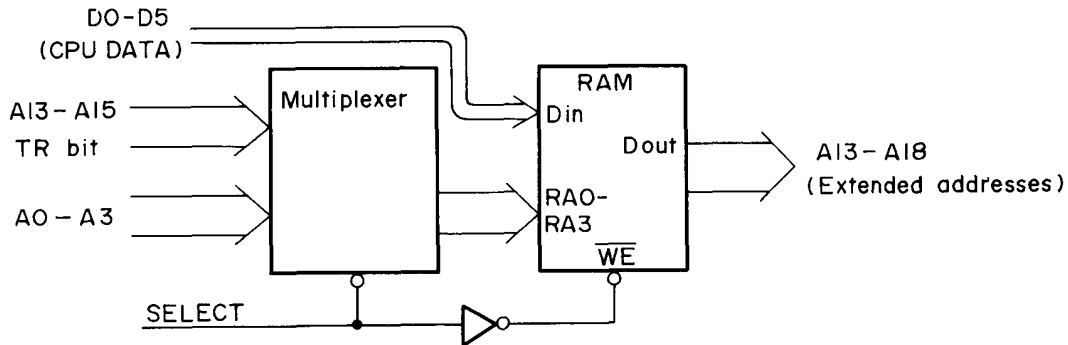 D0-D5
(CPU DATA)
A13-A15
TR bit
A0-A3
Multiplexer
RAM
Din
Dout
RA0-
RA3
WE
A13-A18
(Extended addresses)
SELECT